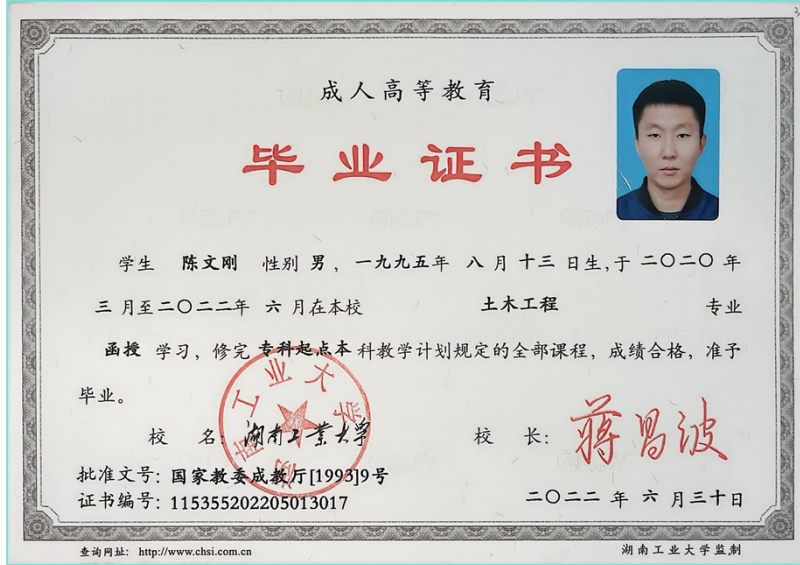 成人高等教育
毕业证书
学生 陈文刚 性别 男，一九九五年 八 月 十三 日生，于 二〇二〇 年
三 月至二〇二二年 六 月在本校 土木工程 专业
函授 学习，修完 专科起点本 科教学计划规定的全部课程，成绩合格，准予
毕业。
校 名：湖南工业大学 校 长：蒋昌波
湖南工业大学
批准文号：国家教委成教厅[1993]9号
证书编号：115355202205013017
二〇二二 年 六 月 三十 日
查询网址：http://www.chsi.com.cn 湖南工业大学监制